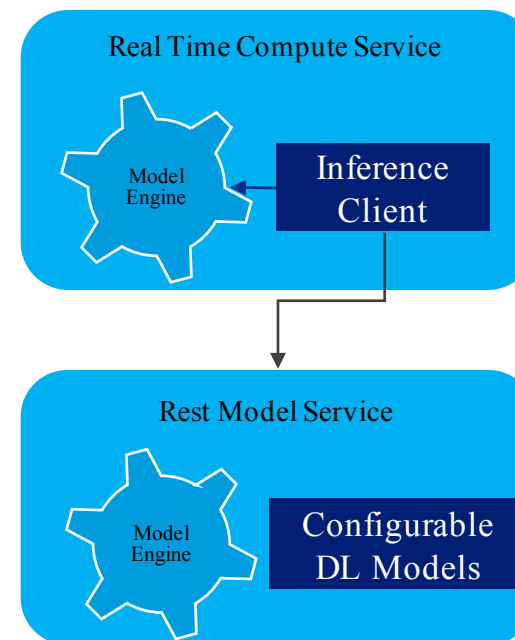 Real Time Compute Service
Model
Engine
Inference
Client
Rest Model Service
Model
Engine
Configurable
DL Models